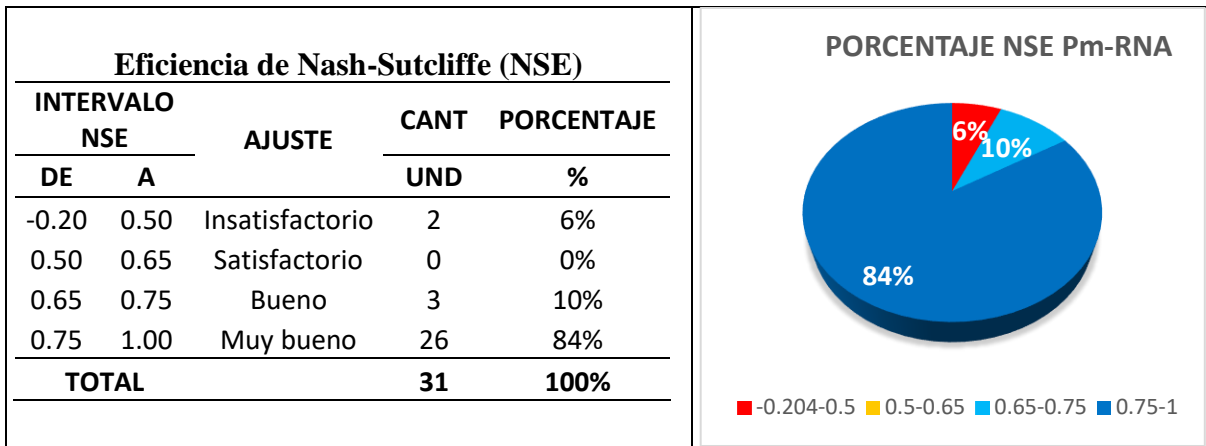 Eficiencia de Nash-Sutcliffe (NSE)
INTERVALO NSE AJUSTE CANT PORCENTAJE
DE A UND %
-0.20 0.50 Insatisfactorio 2 6%
0.50 0.65 Satisfactorio 0 0%
0.65 0.75 Bueno 3 10%
0.75 1.00 Muy bueno 26 84%
TOTAL 31 100%
PORCENTAJE NSE Pm-RNA
6%
10%
84%
-0.204-0.5 0.5-0.65 0.65-0.75 0.75-1